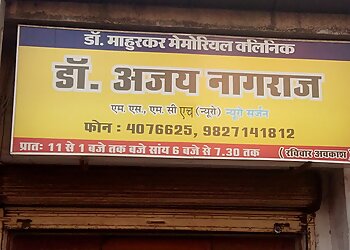 डॉ. माहुरकर मेमोरियल क्लिनिक
डॉ. अजय नागराज
एम. एस., एम. सी एच (न्यूरो) न्युरो सर्जन
फोन : 4076625, 9827141812
प्रातः 11 से 1 बजे तक बजे सांय 6 बजे से 7.30 तक (रविवार अवकाश